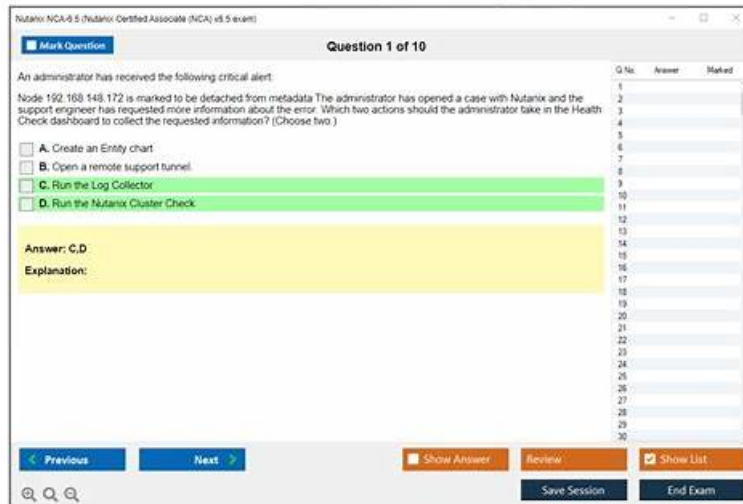 Nutanix NCA-6.5 (Nutanix Certified Associate (NCA) v6.5 exam)
Mark Question
Question 1 of 10
An administrator has received the following critical alert:
Node 192.168.148.172 is marked to be detached from metadata The administrator has opened a case with Nutanix and the
support engineer has requested more information about the error. Which two actions should the administrator take in the Health
Check dashboard to collect the requested information? (Choose two.)
A. Create an Entity chart
B. Open a remote support tunnel.
C. Run the Log Collector
D. Run the Nutanix Cluster Check
Answer: C,D
Explanation:
Q No. Answer Marked
1
2
3
4
5
6
7
8
9
10
11
12
13
14
15
16
17
18
19
20
21
22
23
24
25
26
27
28
29
30
Previous
Next
Show Answer
Review
Show List
Save Session
End Exam